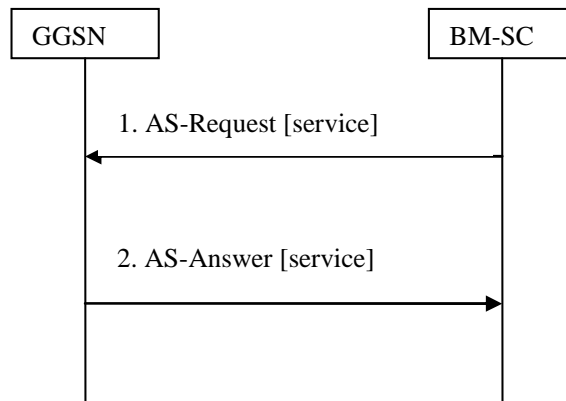 GGSN
BM-SC
1. AS-Request [service]
2. AS-Answer [service]